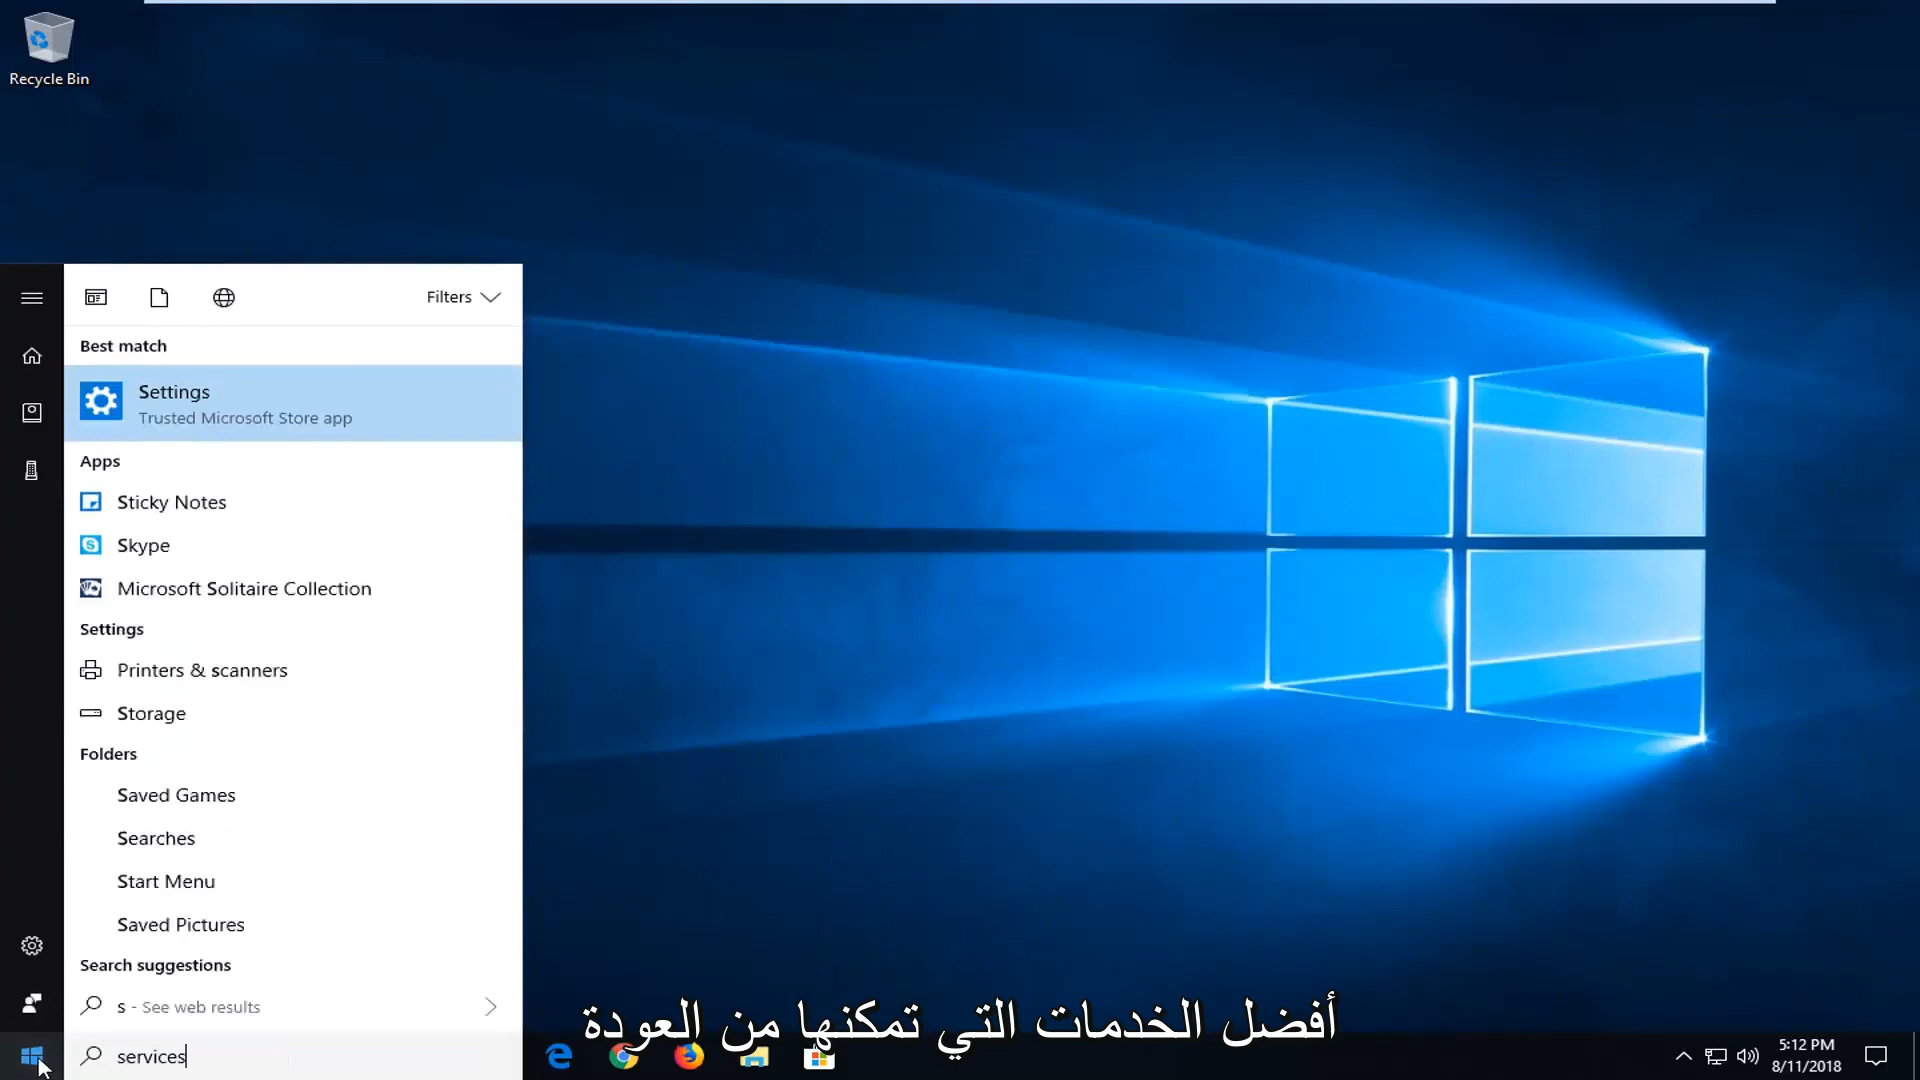 Recycle Bin
Filters
Best match
Settings
Trusted Microsoft Store app
Apps
Sticky Notes
Skype
Microsoft Solitaire Collection
Settings
Printers & scanners
Storage
Folders
Saved Games
Searches
Start Menu
Saved Pictures
Search suggestions
s - See web results
services
أفضل الخدمات التي تمكنها من العودة
5:12 PM
8/11/2018